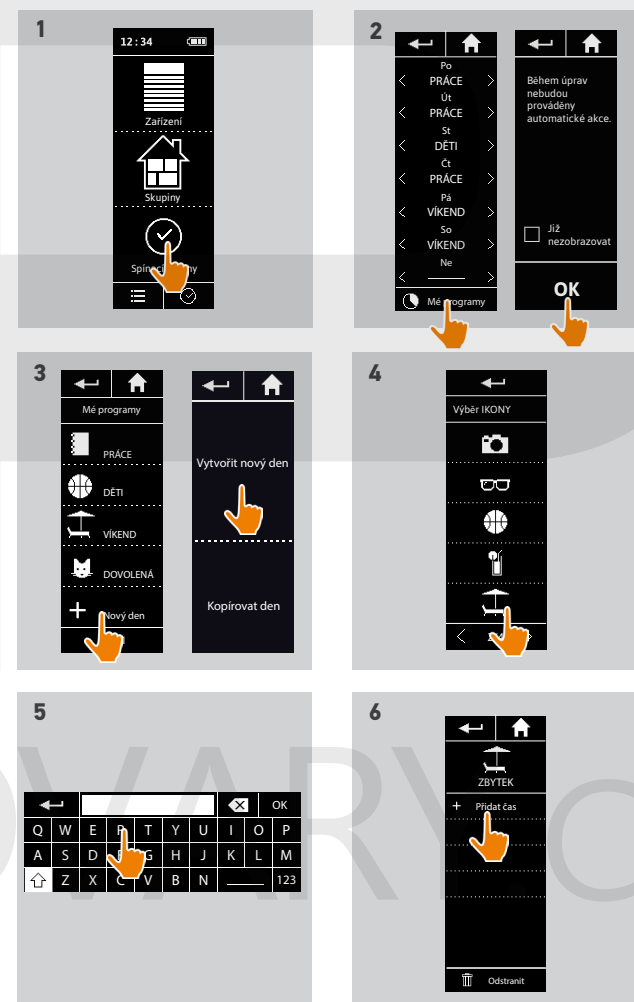 1
12:34
Zařízení
Skupiny
2
Po
PRÁCE
Út
PRÁCE
St
DĚTI
Čt
PRÁCE
Pá
VÍKEND
So
VÍKEND
Ne
Mé programy
Během úprav
nebudou
prováděny
automatické akce.
Již
nezobrazovat
OK
3
Mé programy
PRÁCE
DĚTI
VÍKEND
DOVOLENÁ
Nový den
Vytvořit nový den
Kopírovat den
4
Výběr IKONY
5
OK
Q W E R T Y U I O P
A S D F G H J K L M
Z X C V B N 123
6
ZBYTEK
+ Přidat čas
Odstranit